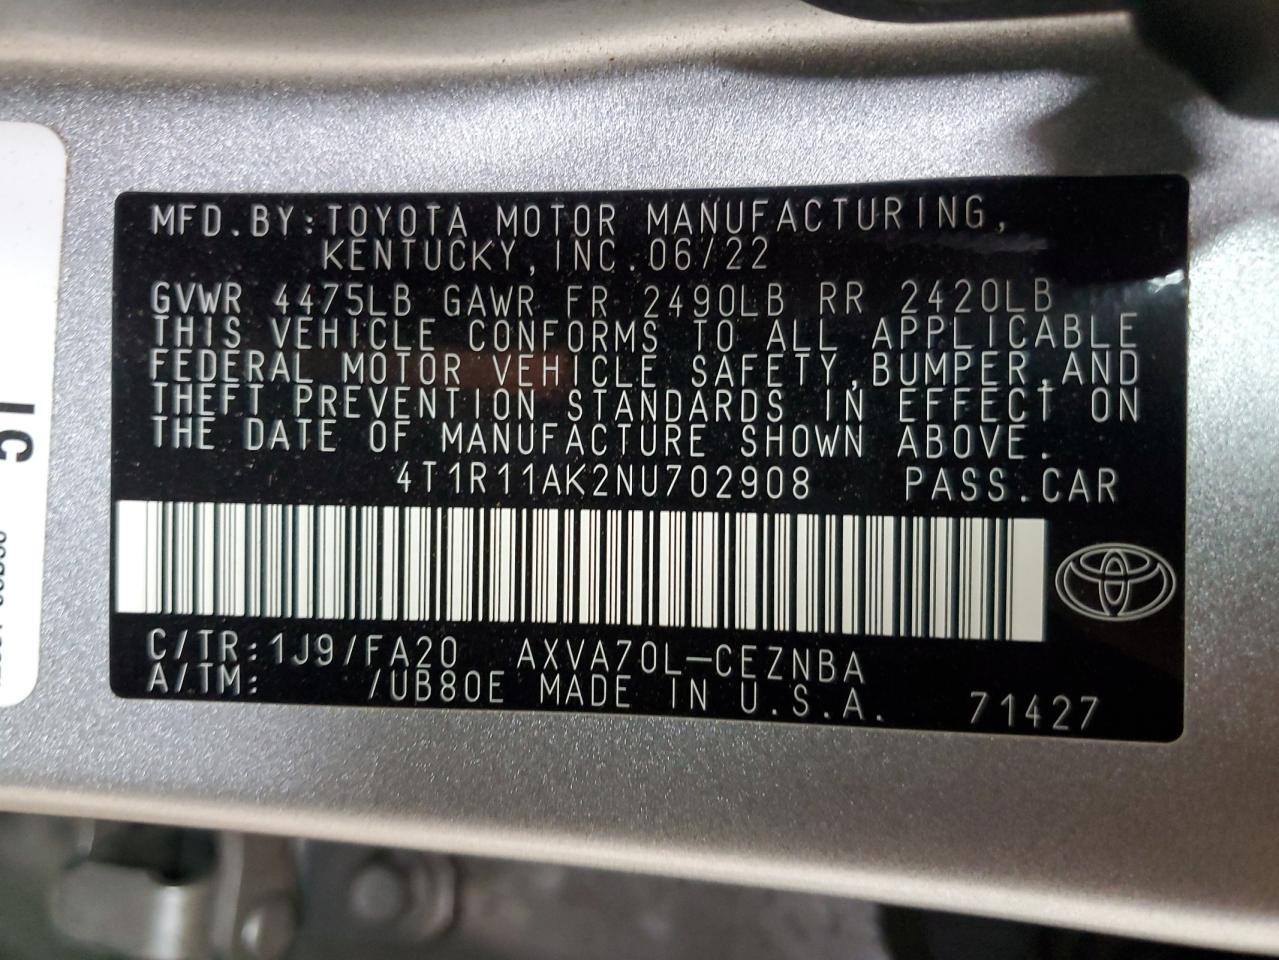 MFD.BY:TOYOTA MOTOR MANUFACTURING,
KENTUCKY,INC.06/22
GVWR 4475LB GAWR FR 2490LB RR 2420LB
THIS VEHICLE CONFORMS TO ALL APPLICABLE
FEDERAL MOTOR VEHICLE SAFETY,BUMPER,AND
THEFT PREVENTION STANDARDS IN EFFECT ON
THE DATE OF MANUFACTURE SHOWN ABOVE.
4T1R11AK2NU702908 PASS.CAR
C/TR:1J9/FA20 AXVA70L-CEZNBA
A/TM: /UB80E MADE IN U.S.A. 71427